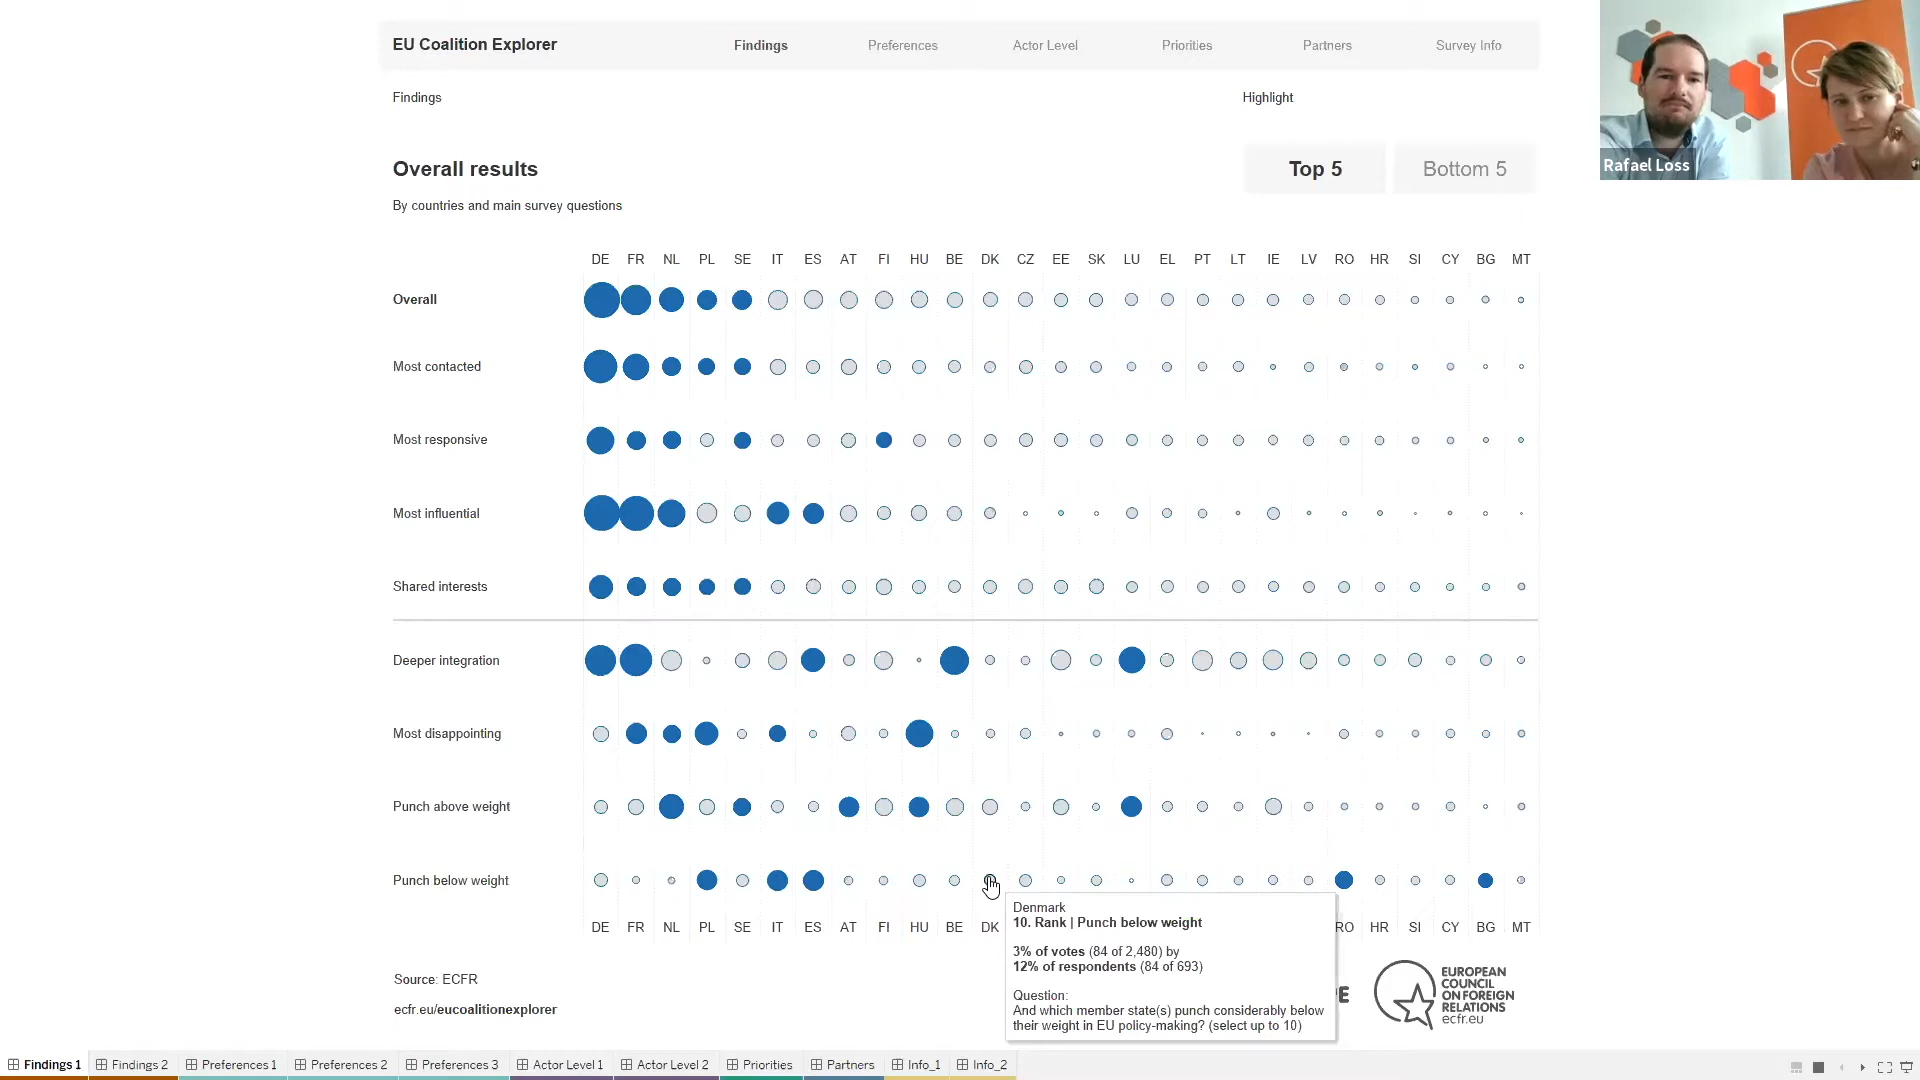 EU Coalition Explorer
Findings
Preferences
Actor Level
Priorities
Partners
Survey Info
Rafael Loss
Findings
Highlight
Overall results
Top 5
Bottom 5
By countries and main survey questions
DE FR NL PL SE IT ES AT FI HU BE DK CZ EE SK LU EL PT LT IE LV RO HR SI CY BG MT
Overall
Most contacted
Most responsive
Most influential
Shared interests
Deeper integration
Most disappointing
Punch above weight
Punch below weight
DE FR NL PL SE IT ES AT FI HU BE DK RO HR SI CY BG MT
Denmark
10. Rank | Punch below weight
3% of votes (84 of 2,480) by
12% of respondents (84 of 693)
Question:
And which member state(s) punch considerably below
their weight in EU policy-making? (select up to 10)
Source: ECFR
ecfr.eu/eucoalitionexplorer
EUROPEAN
COUNCIL
ON FOREIGN
RELATIONS
ecfr.eu
Findings 1
Findings 2
Preferences 1
Preferences 2
Preferences 3
Actor Level 1
Actor Level 2
Priorities
Partners
Info_1
Info_2